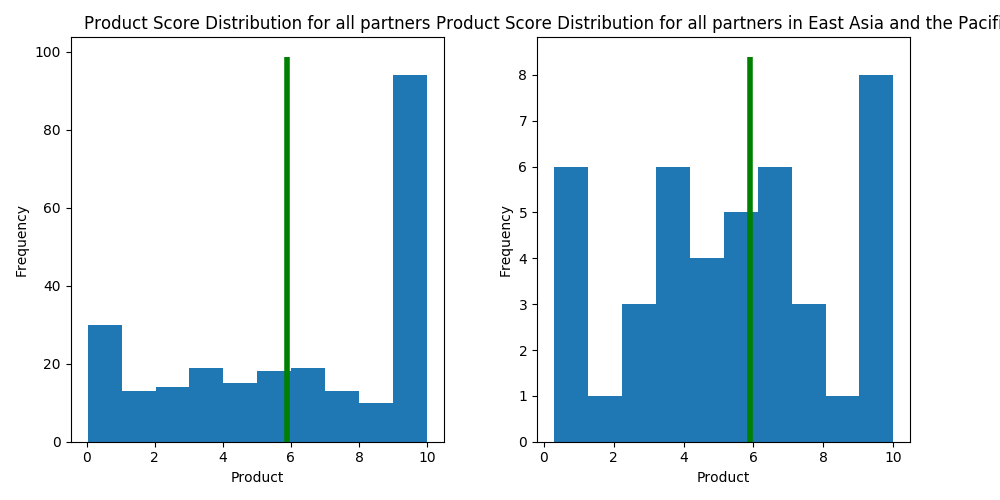 Product Score Distribution for all partners
100
80
60
40
20
0
Frequency
0 2 4 6 8 10
Product
Product Score Distribution for all partners in East Asia and the Pacifi
8
7
6
5
4
3
2
1
0
Frequency
0 2 4 6 8 10
Product